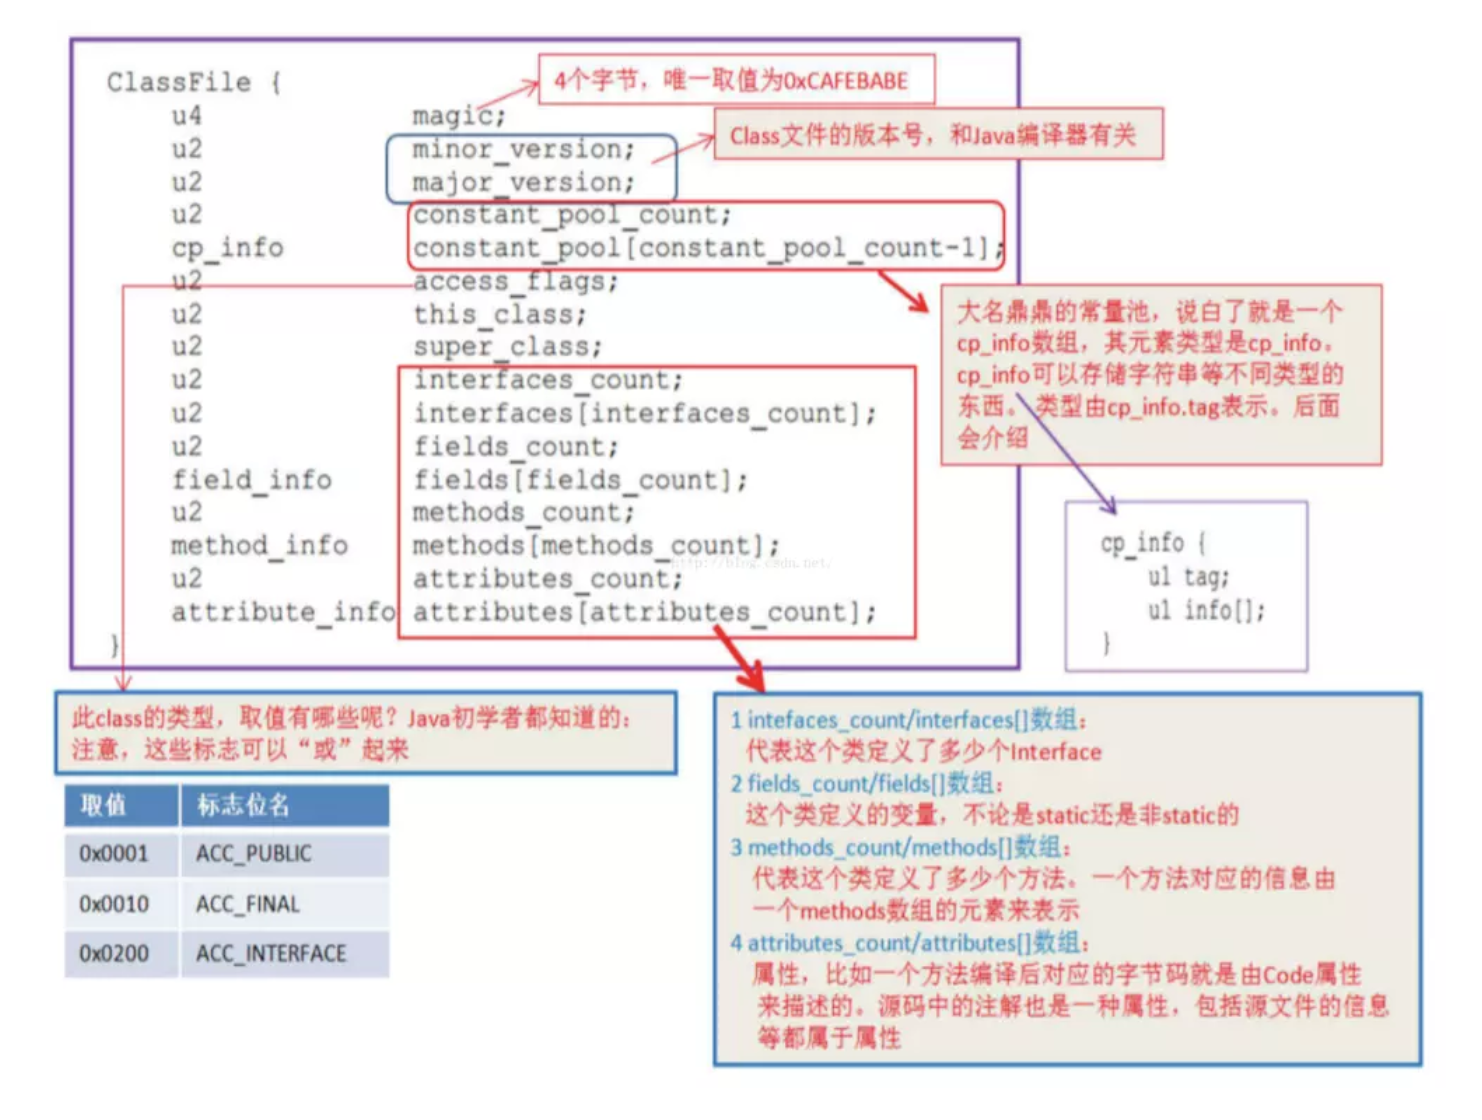 ClassFile {
u4 magic;
u2 minor_version;
u2 major_version;
u2 constant_pool_count;
cp_info constant_pool[constant_pool_count-1];
u2 access_flags;
u2 this_class;
u2 super_class;
u2 interfaces_count;
u2 interfaces[interfaces_count];
u2 fields_count;
field_info fields[fields_count];
u2 methods_count;
method_info methods[methods_count];
u2 attributes_count;
attribute_info attributes[attributes_count];
}
4个字节，唯一取值为0xCAFEBABE
Class文件的版本号，和Java编译器有关
大名鼎鼎的常量池，说白了就是一个
cp_info数组，其元素类型是cp_info。
cp_info可以存储字符串等不同类型的
东西。 类型由cp_info.tag表示。后面
会介绍
cp_info {
u1 tag;
u1 info[];
}
http://blog.csdn.net.
此class的类型，取值有哪些呢？Java初学者都知道的：
注意，这些标志可以“或”起来
取值 标志位名
0x0001 ACC_PUBLIC
0x0010 ACC_FINAL
0x0200 ACC_INTERFACE
1 intefaces_count/interfaces[]数组：
代表这个类定义了多少个Interface
2 fields_count/fields[]数组：
这个类定义的变量，不论是static还是非static的
3 methods_count/methods[]数组：
代表这个类定义了多少个方法。一个方法对应的信息由
一个methods数组的元素来表示
4 attributes_count/attributes[]数组：
属性，比如一个方法编译后对应的字节码就是由Code属性
来描述的。源码中的注解也是一种属性，包括源文件的信息
等都属于属性